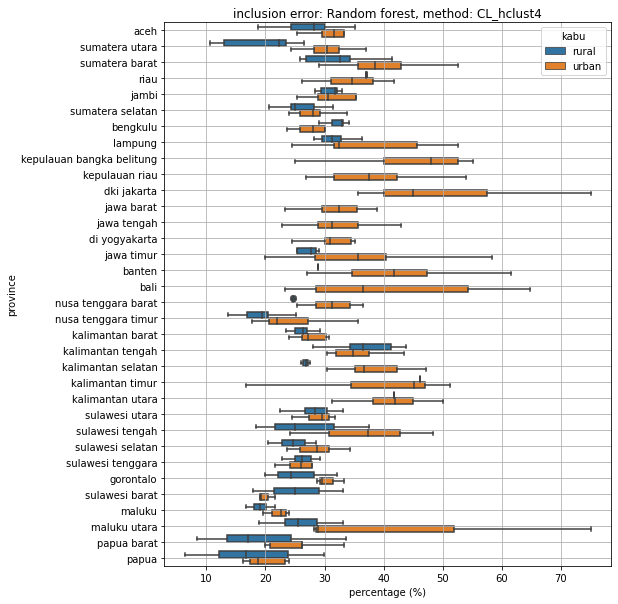 inclusion error: Random forest, method: CL_hclust4
kabu
rural
urban
province
aceh
sumatera utara
sumatera barat
riau
jambi
sumatera selatan
bengkulu
lampung
kepulauan bangka belitung
kepulauan riau
dki jakarta
jawa barat
jawa tengah
di yogyakarta
jawa timur
banten
bali
nusa tenggara barat
nusa tenggara timur
kalimantan barat
kalimantan tengah
kalimantan selatan
kalimantan timur
kalimantan utara
sulawesi utara
sulawesi tengah
sulawesi selatan
sulawesi tenggara
gorontalo
sulawesi barat
maluku
maluku utara
papua barat
papua
10 20 30 40 50 60 70
percentage (%)